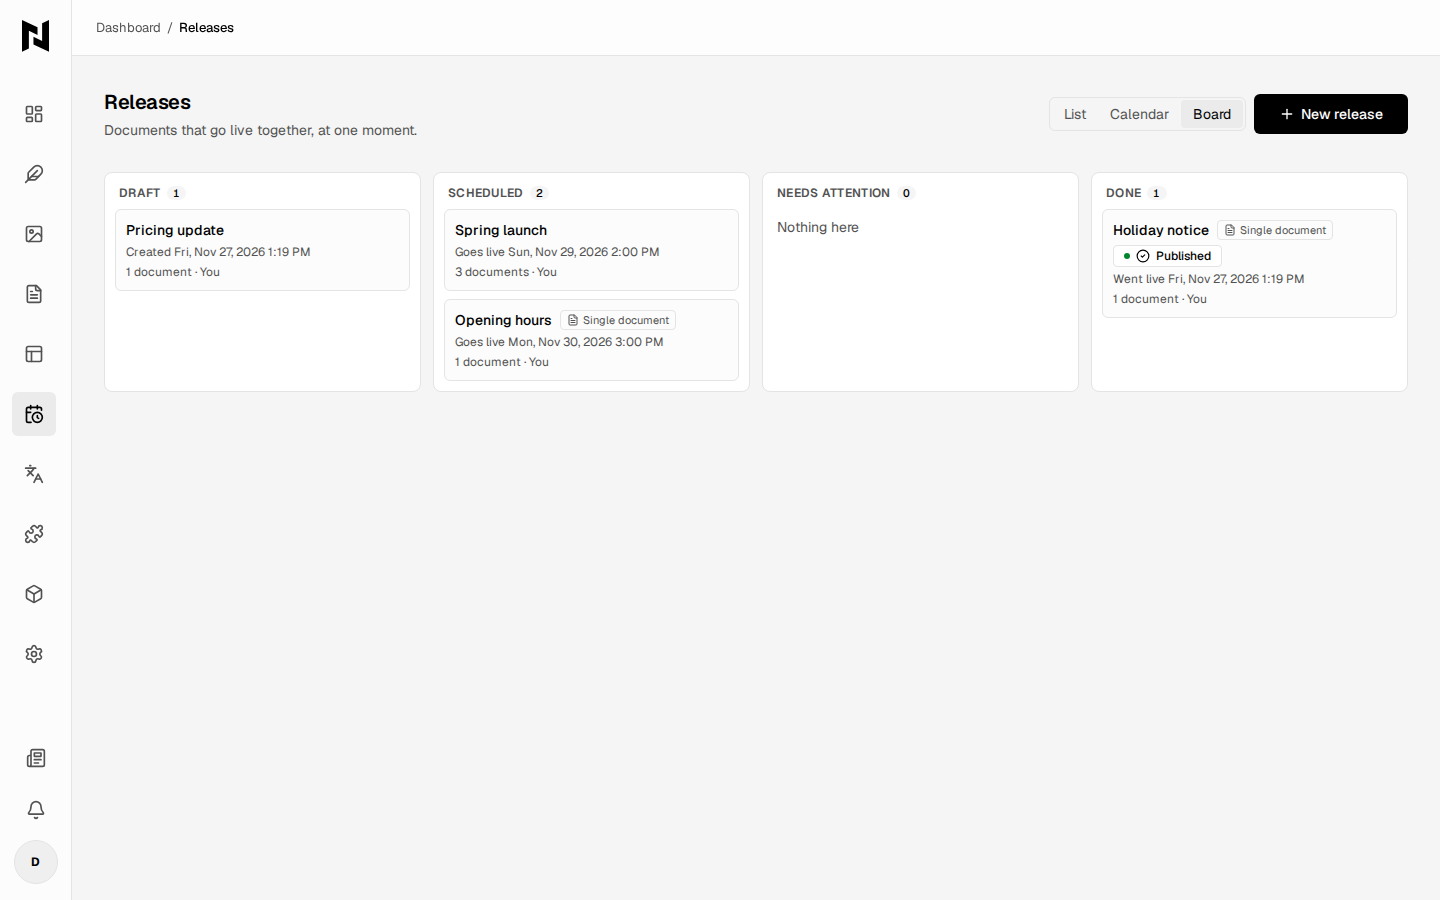 Dashboard / Releases
Releases
Documents that go live together, at one moment.
List Calendar Board
New release
DRAFT 1
Pricing update
Created Fri, Nov 27, 2026 1:19 PM
1 document · You
SCHEDULED 2
Spring launch
Goes live Sun, Nov 29, 2026 2:00 PM
3 documents · You
Opening hours Single document
Goes live Mon, Nov 30, 2026 3:00 PM
1 document · You
NEEDS ATTENTION 0
Nothing here
DONE 1
Holiday notice Single document
Published
Went live Fri, Nov 27, 2026 1:19 PM
1 document · You
D